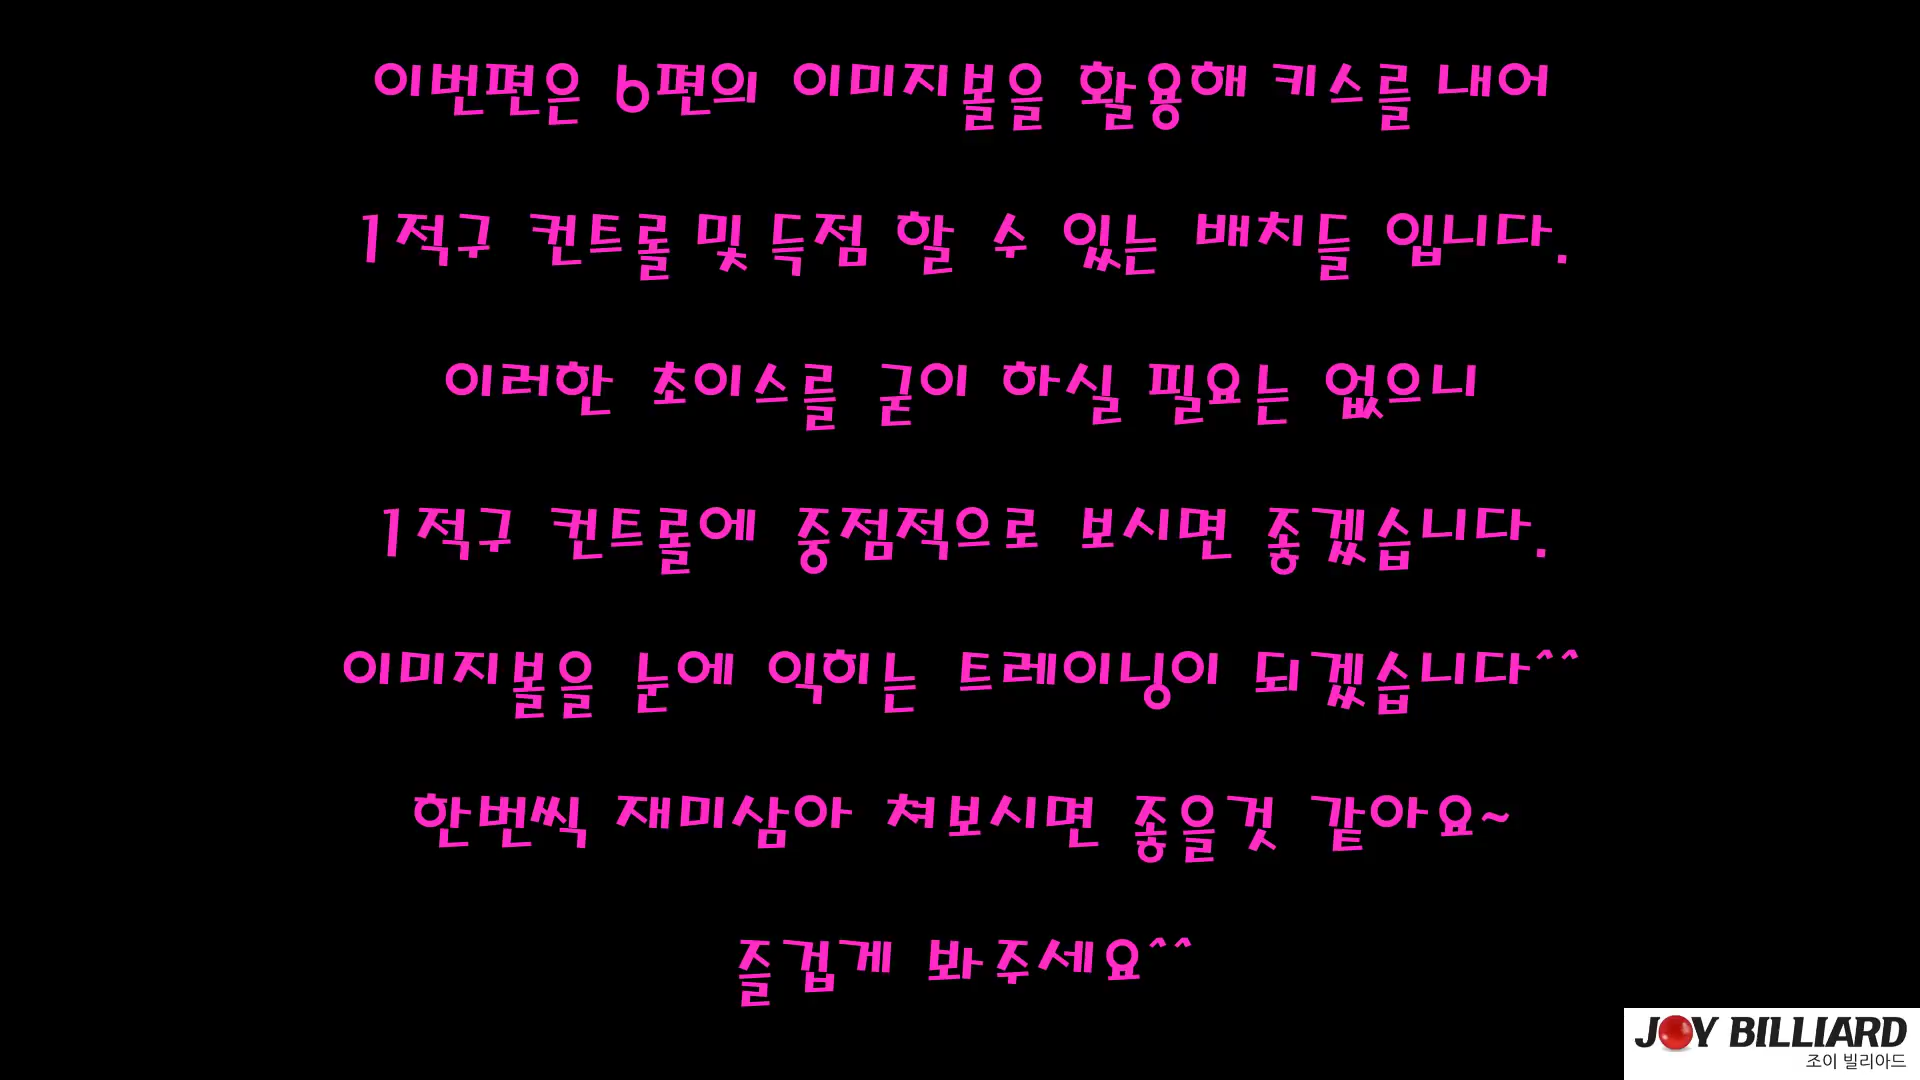 이번편은 6편의 이미지볼을 활용해 키스를 내어
1적구 컨트롤 및 득점 할 수 있는 배치들 입니다.
이러한 초이스를 굳이 하실 필요는 없으니
1적구 컨트롤에 중점적으로 보시면 좋겠습니다.
이미지볼을 눈에 익히는 트레이닝이 되겠습니다^^
한번씩 재미삼아 쳐보시면 좋을것 같아요~
즐겁게 봐주세요^^
JOY BILLIARD
조이 빌리아드